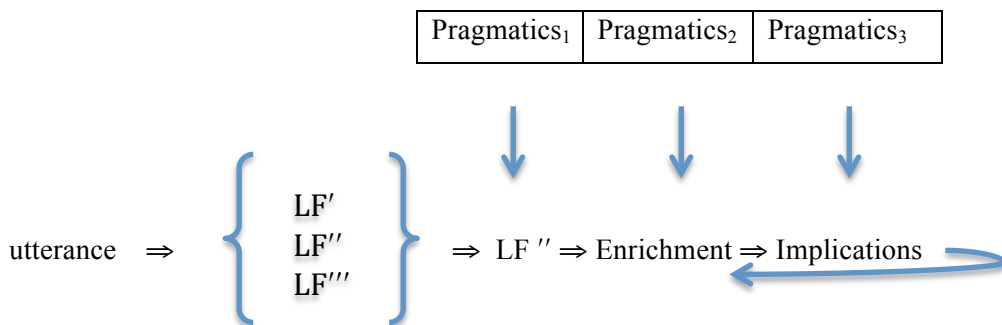 Pragmatics₁ Pragmatics₂ Pragmatics₃
LF′
utterance ⇒ LF′′ ⇒ LF ′′ ⇒ Enrichment ⇒ Implications
LF′′′